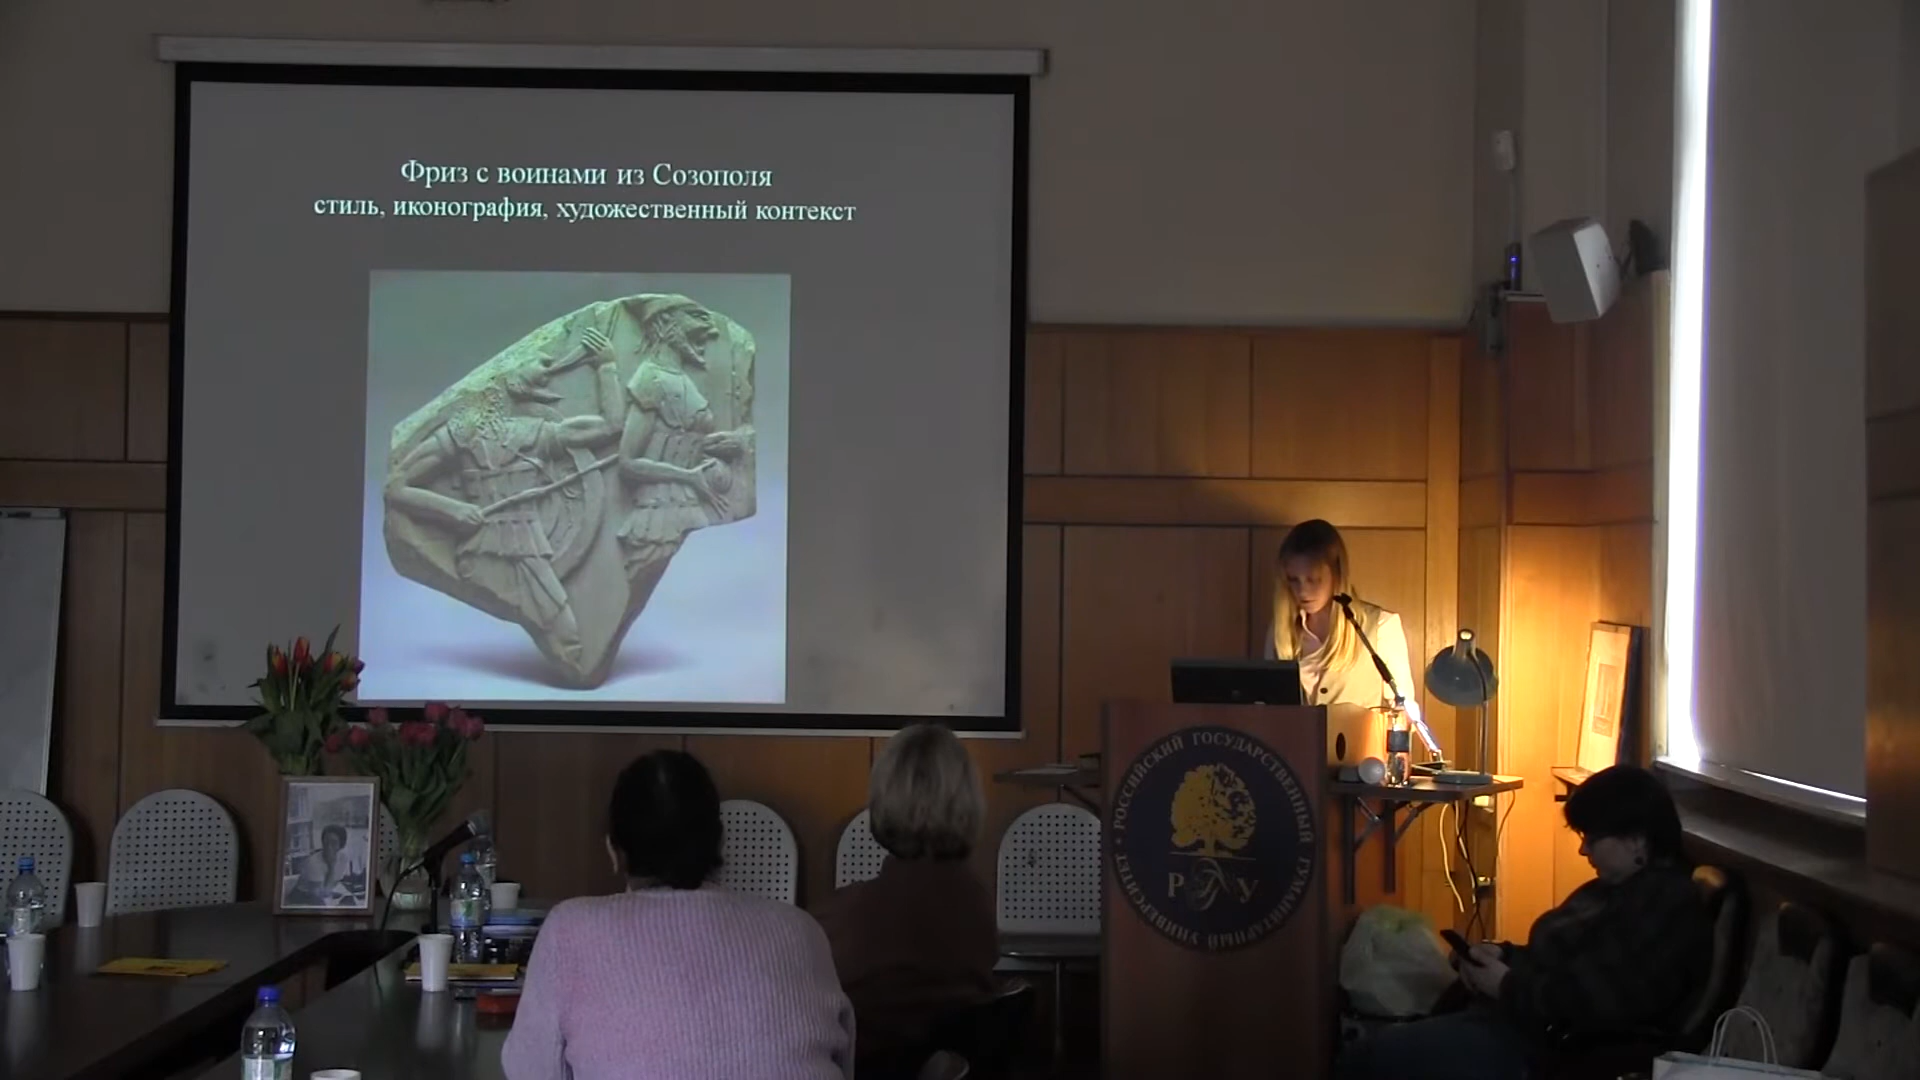 Фриз с воинами из Созополя
стиль, иконография, художественный контекст
РОССИЙСКИЙ ГОСУДАРСТВЕННЫЙ ГУМАНИТАРНЫЙ УНИВЕРСИТЕТ •
РГГУ